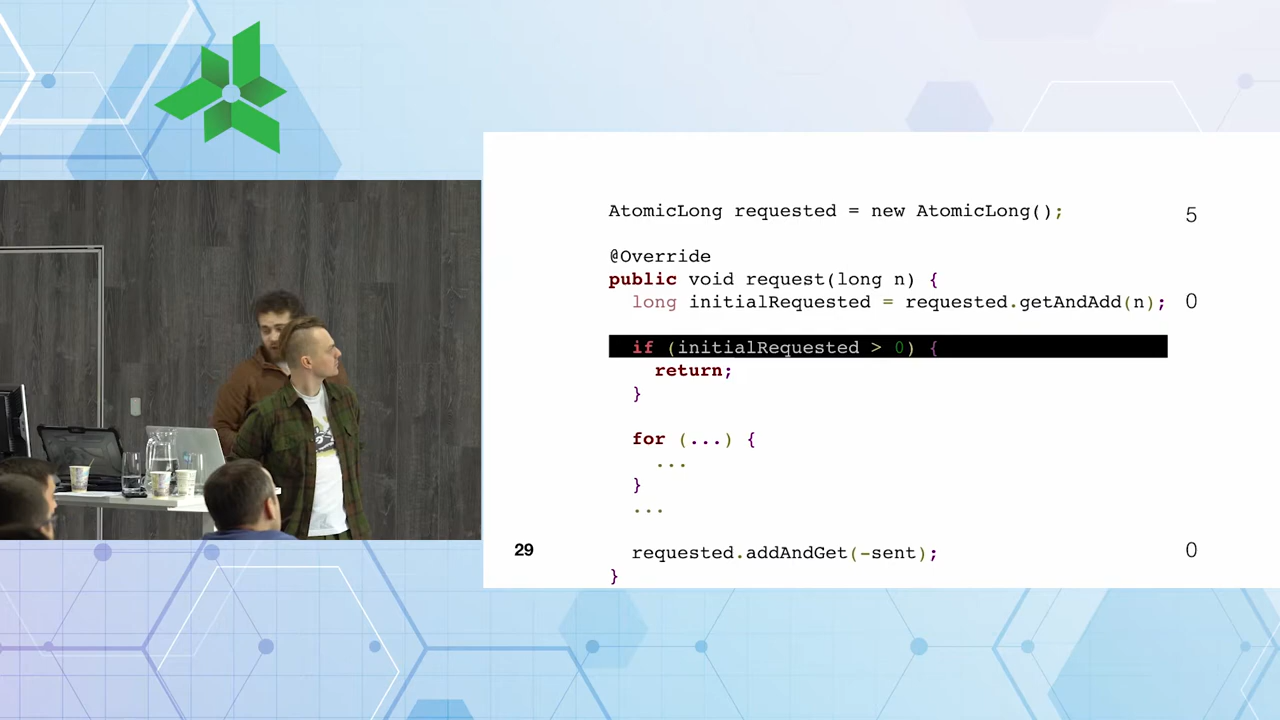 AtomicLong requested = new AtomicLong();
5
@Override
public void request(long n) {
long initialRequested = requested.getAndAdd(n);
0
if (initialRequested > 0) {
return;
}
for (...) {
...
}
...
29
requested.addAndGet(-sent);
0
}